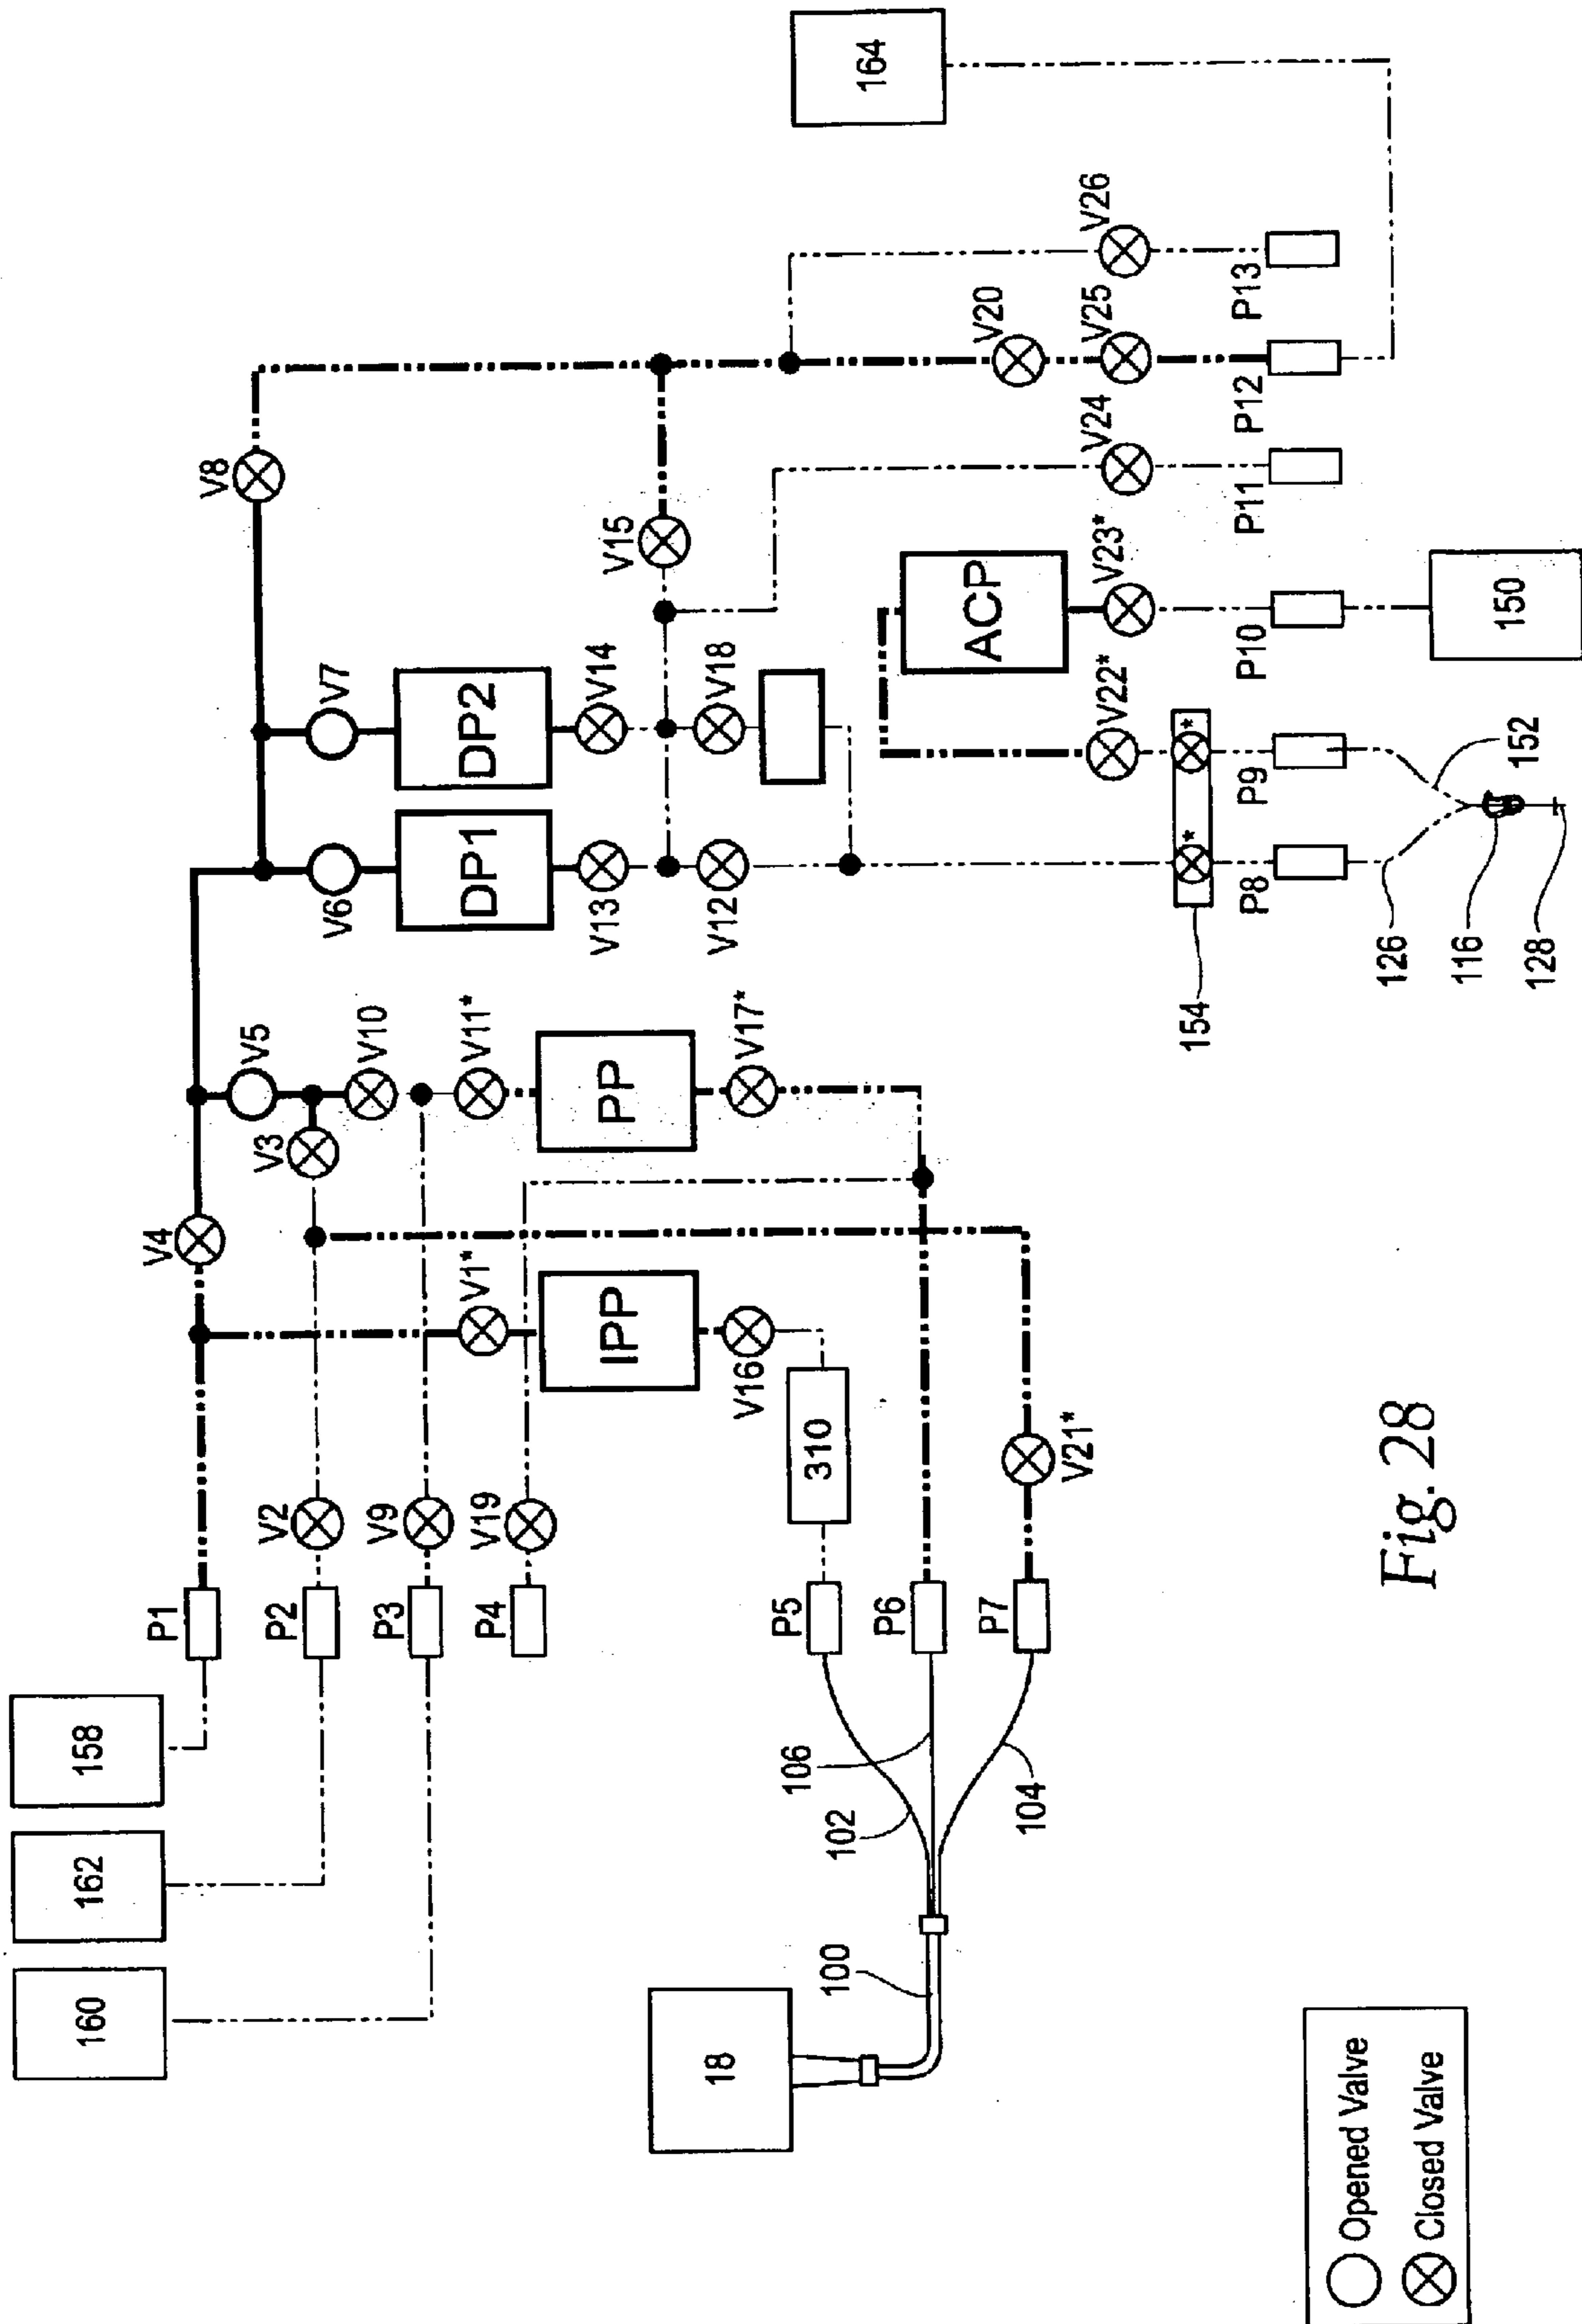 160
162
158
P1
P2
P3
P4
V2
V9
V19
V4
V3
V5
V10
V11*
V1*
PP
V17*
IPP
V16
310
P5
P6
P7
V21*
102
106
104
100
18
V8
V6
V7
DP1
DP2
V13
V14
V12
V18
V15
ACP
V22*
V23*
V24
V20
V25
V26
*
*
154
P8
P9
P10
P11
P12
P13
126
116
128
152
150
164
Opened Valve
Closed Valve
Fig. 28